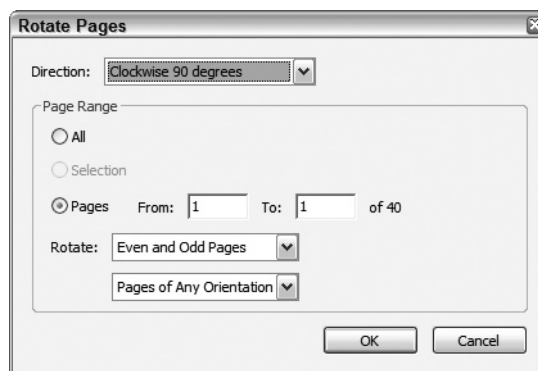 Rotate Pages
Direction: Clockwise 90 degrees
Page Range
All
Selection
Pages From: 1 To: 1 of 40
Rotate: Even and Odd Pages
Pages of Any Orientation
OK Cancel